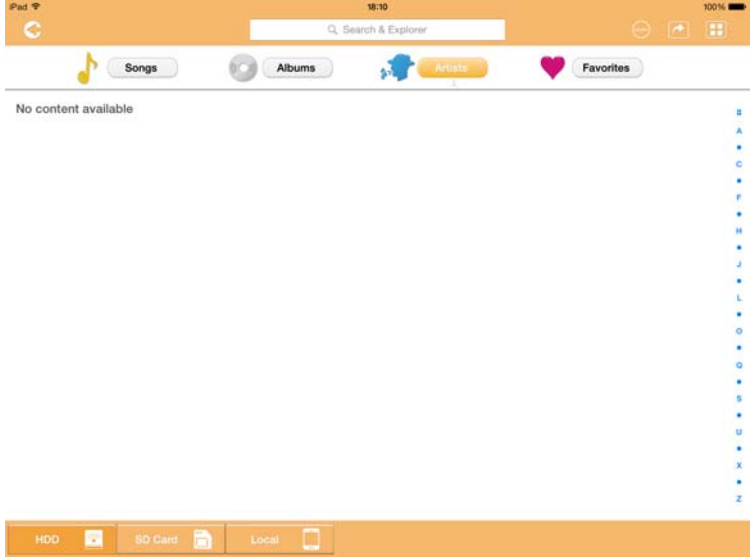 iPad 18:10 100%
Search & Explorer
Songs Albums Artists Favorites
No content available
#
A
C
F
H
J
L
O
Q
S
U
X
Z
HDD SD Card Local